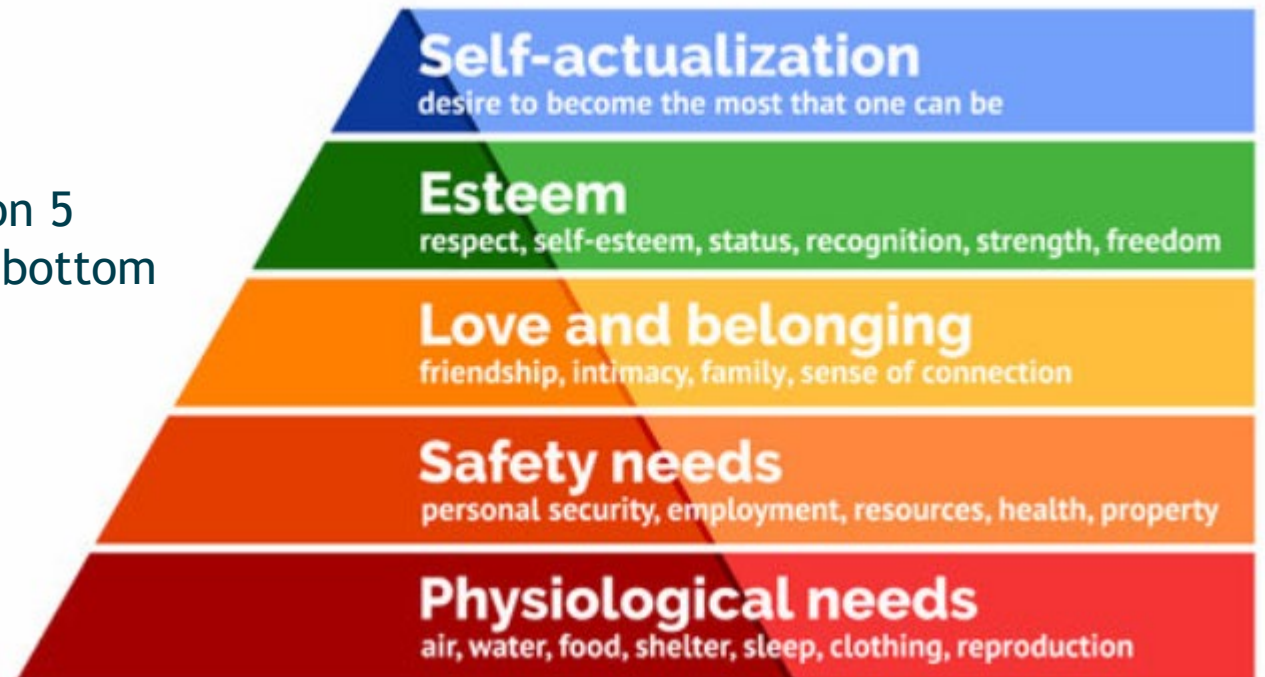 on 5
bottom
Self-actualization
desire to become the most that one can be
Esteem
respect, self-esteem, status, recognition, strength, freedom
Love and belonging
friendship, intimacy, family, sense of connection
Safety needs
personal security, employment, resources, health, property
Physiological needs
air, water, food, shelter, sleep, clothing, reproduction